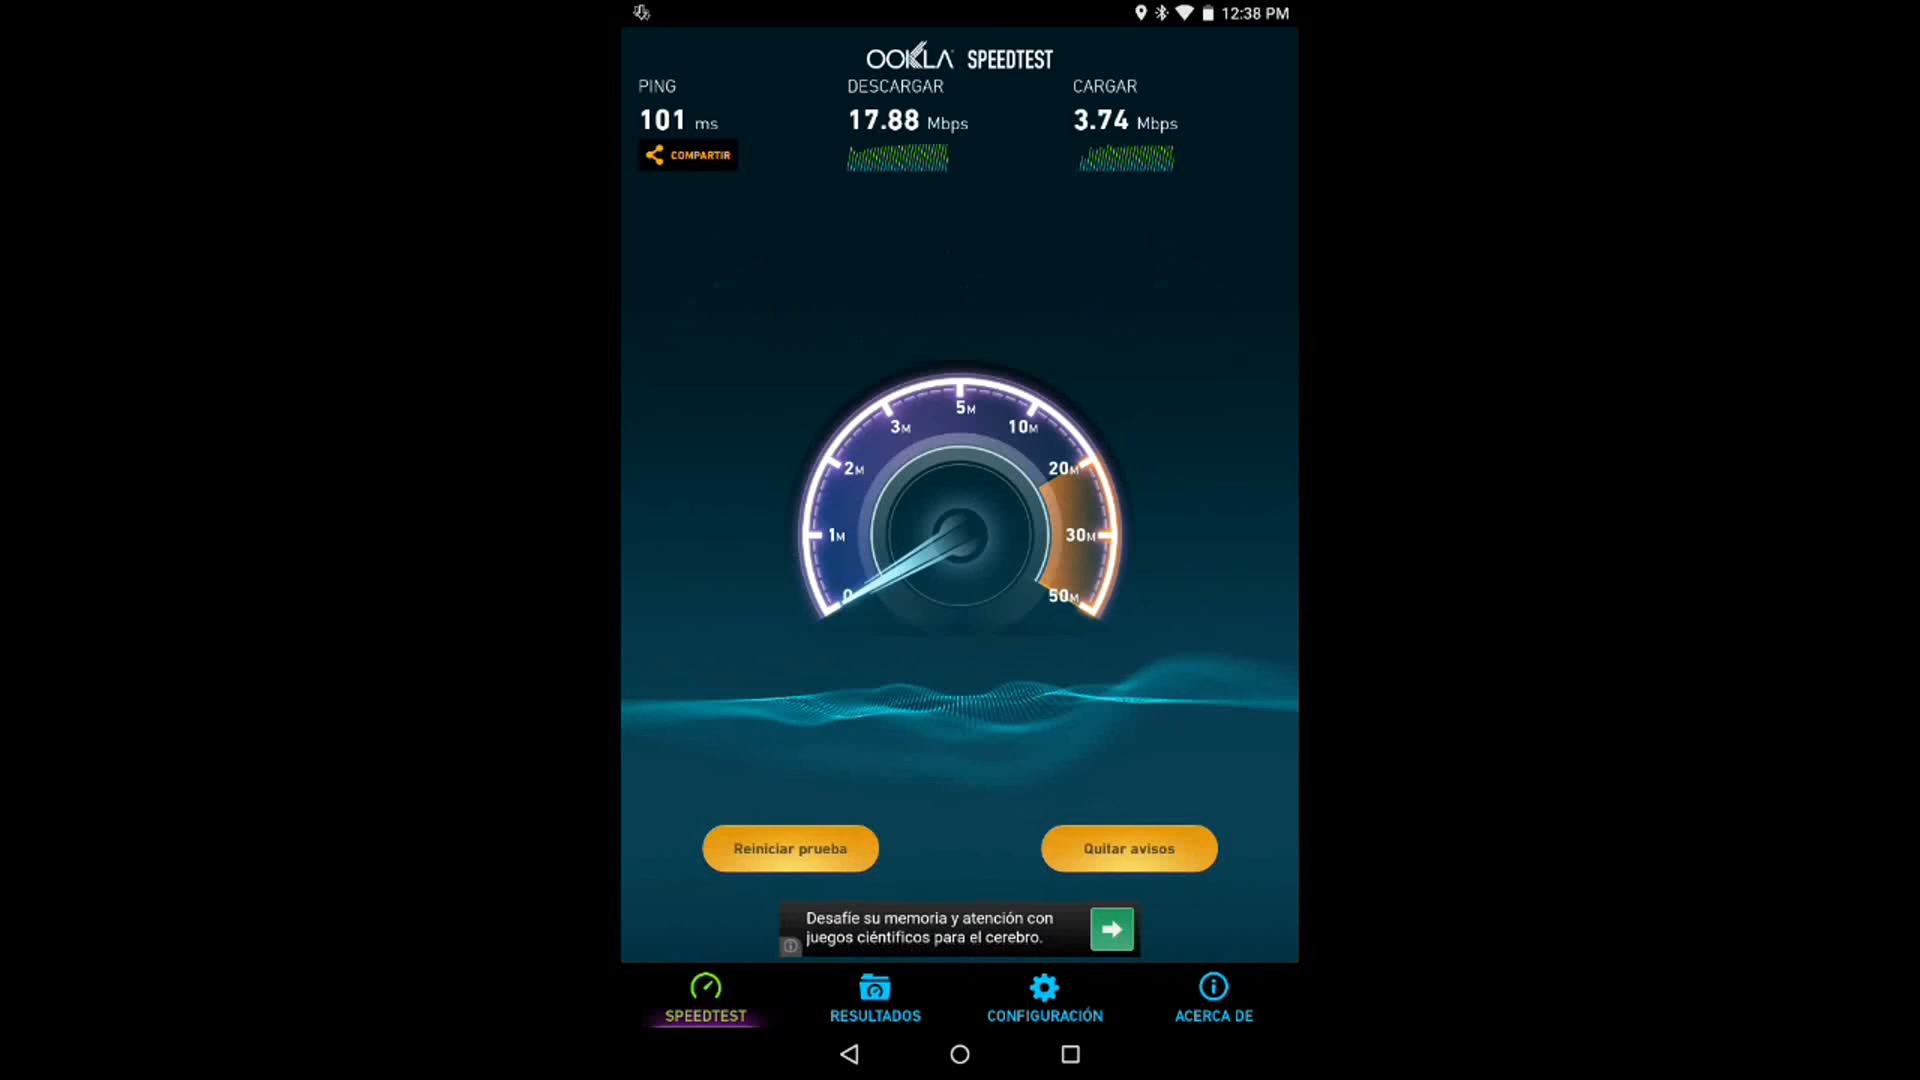 12:38 PM
OOKLA SPEEDTEST
PING
DESCARGAR
CARGAR
101 ms
17.88 Mbps
3.74 Mbps
COMPARTIR
0
1M
2M
3M
5M
10M
20M
30M
50M
Reiniciar prueba
Quitar avisos
Desafíe su memoria y atención con
juegos ciéntificos para el cerebro.
SPEEDTEST
RESULTADOS
CONFIGURACIÓN
ACERCA DE